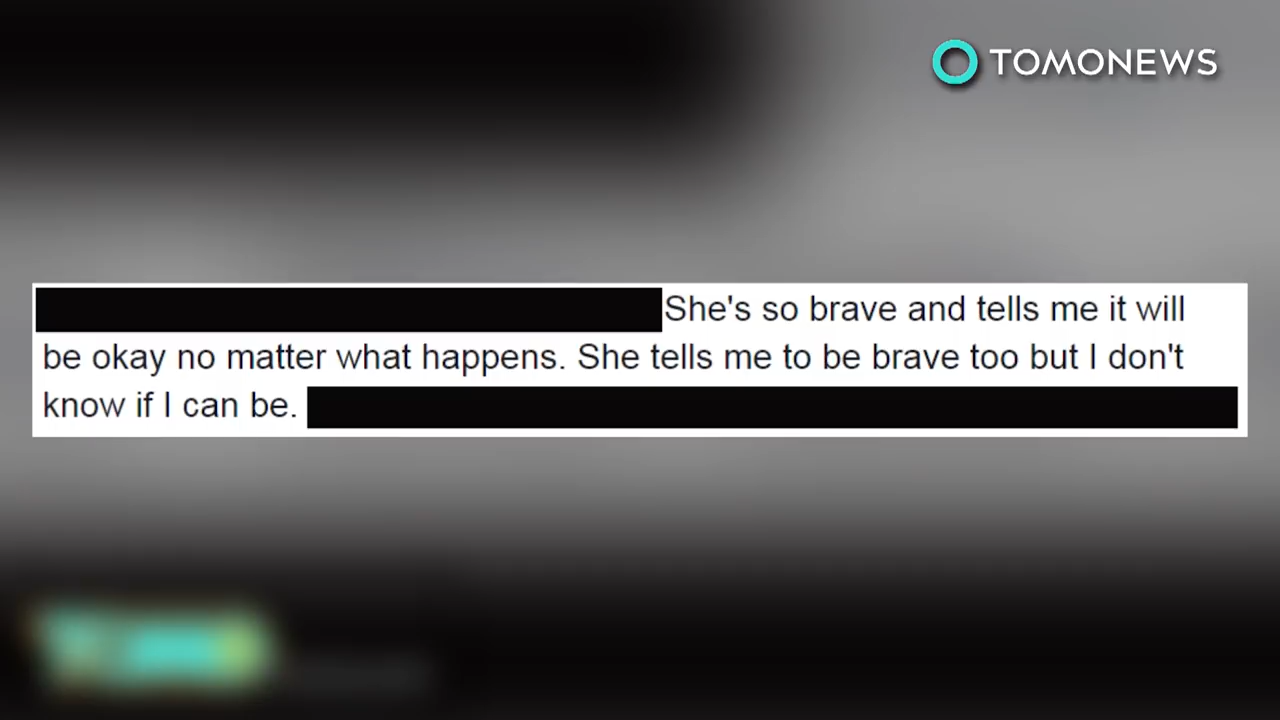 TOMONEWS
She's so brave and tells me it will
be okay no matter what happens. She tells me to be brave too but I don't
know if I can be.